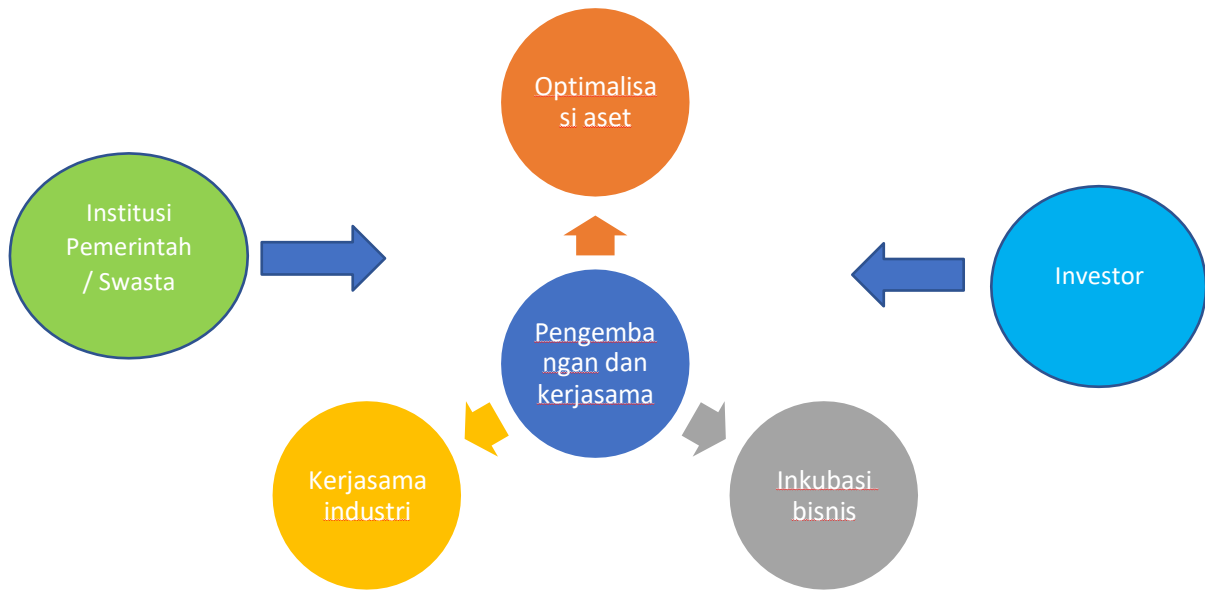 Optimalisa
si aset
Institusi
Pemerintah
/ Swasta
Investor
Pengemba
ngan dan
kerjasama
Kerjasama
industri
Inkubasi
bisnis